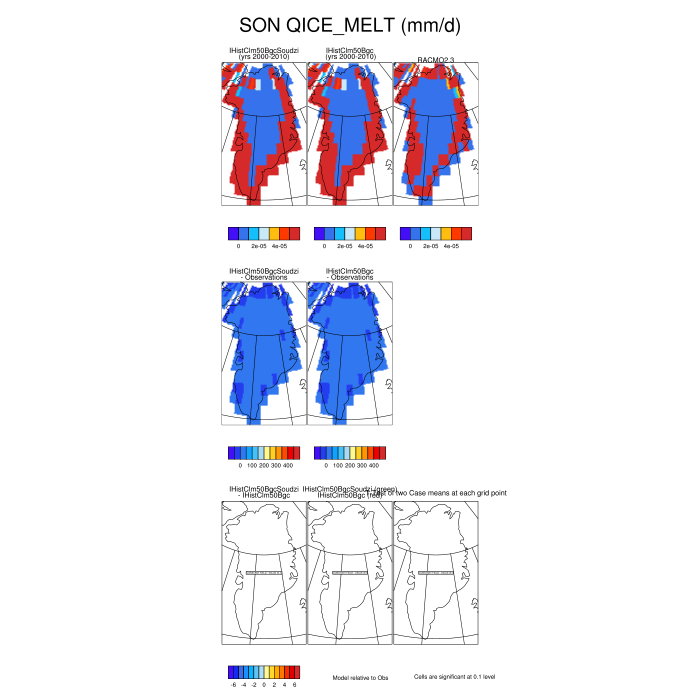 SON QICE_MELT (mm/d)
IHistClm50BgcSoudzi
(yrs 2000-2010)
IHistClm50Bgc
(yrs 2000-2010)
RACMO2.3
0 2e-05 4e-05
0 2e-05 4e-05
0 2e-05 4e-05
IHistClm50BgcSoudzi
- Observations
IHistClm50Bgc
- Observations
0 100 200 300 400
0 100 200 300 400
IHistClm50BgcSoudzi
- IHistClm50Bgc
IHistClm50BgcSoudzi (green)
IHistClm50Bgc (red)
of two Case means at each grid point
-6 -4 -2 0 2 4 6
Model relative to Obs
Cells are significant at 0.1 level